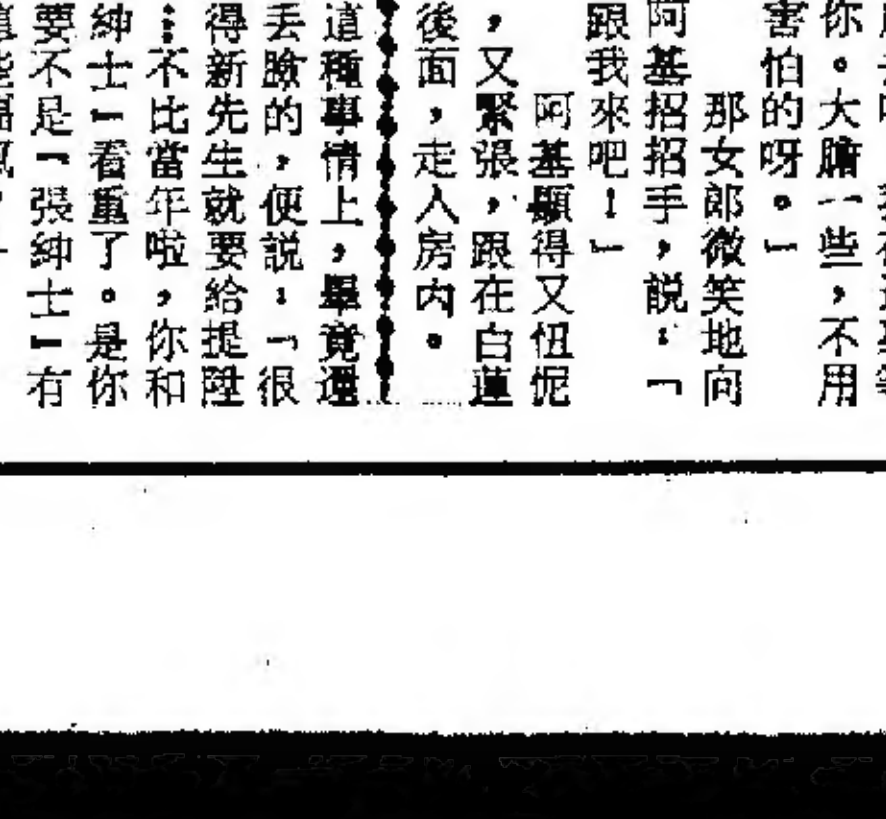 你。大膽一些，不用
害怕的呀。」
那女郎微笑地向
阿基招招手，説：「
跟我來吧！」
阿基顯得又忸怩
，又緊張，跟在白蓮
後面，走入房内。
這種事情上，畢竟還
丢臉的，便説：「很
得新先生就要給提陞
…不比當年啦，你和
紳士」看重了。是你
要不是「張紳士」有